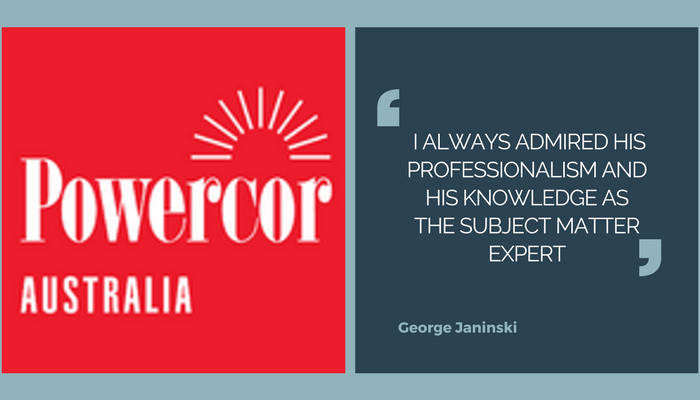 Powercor
AUSTRALIA
I ALWAYS ADMIRED HIS
PROFESSIONALISM AND
HIS KNOWLEDGE AS
THE SUBJECT MATTER
EXPERT
George Janinski